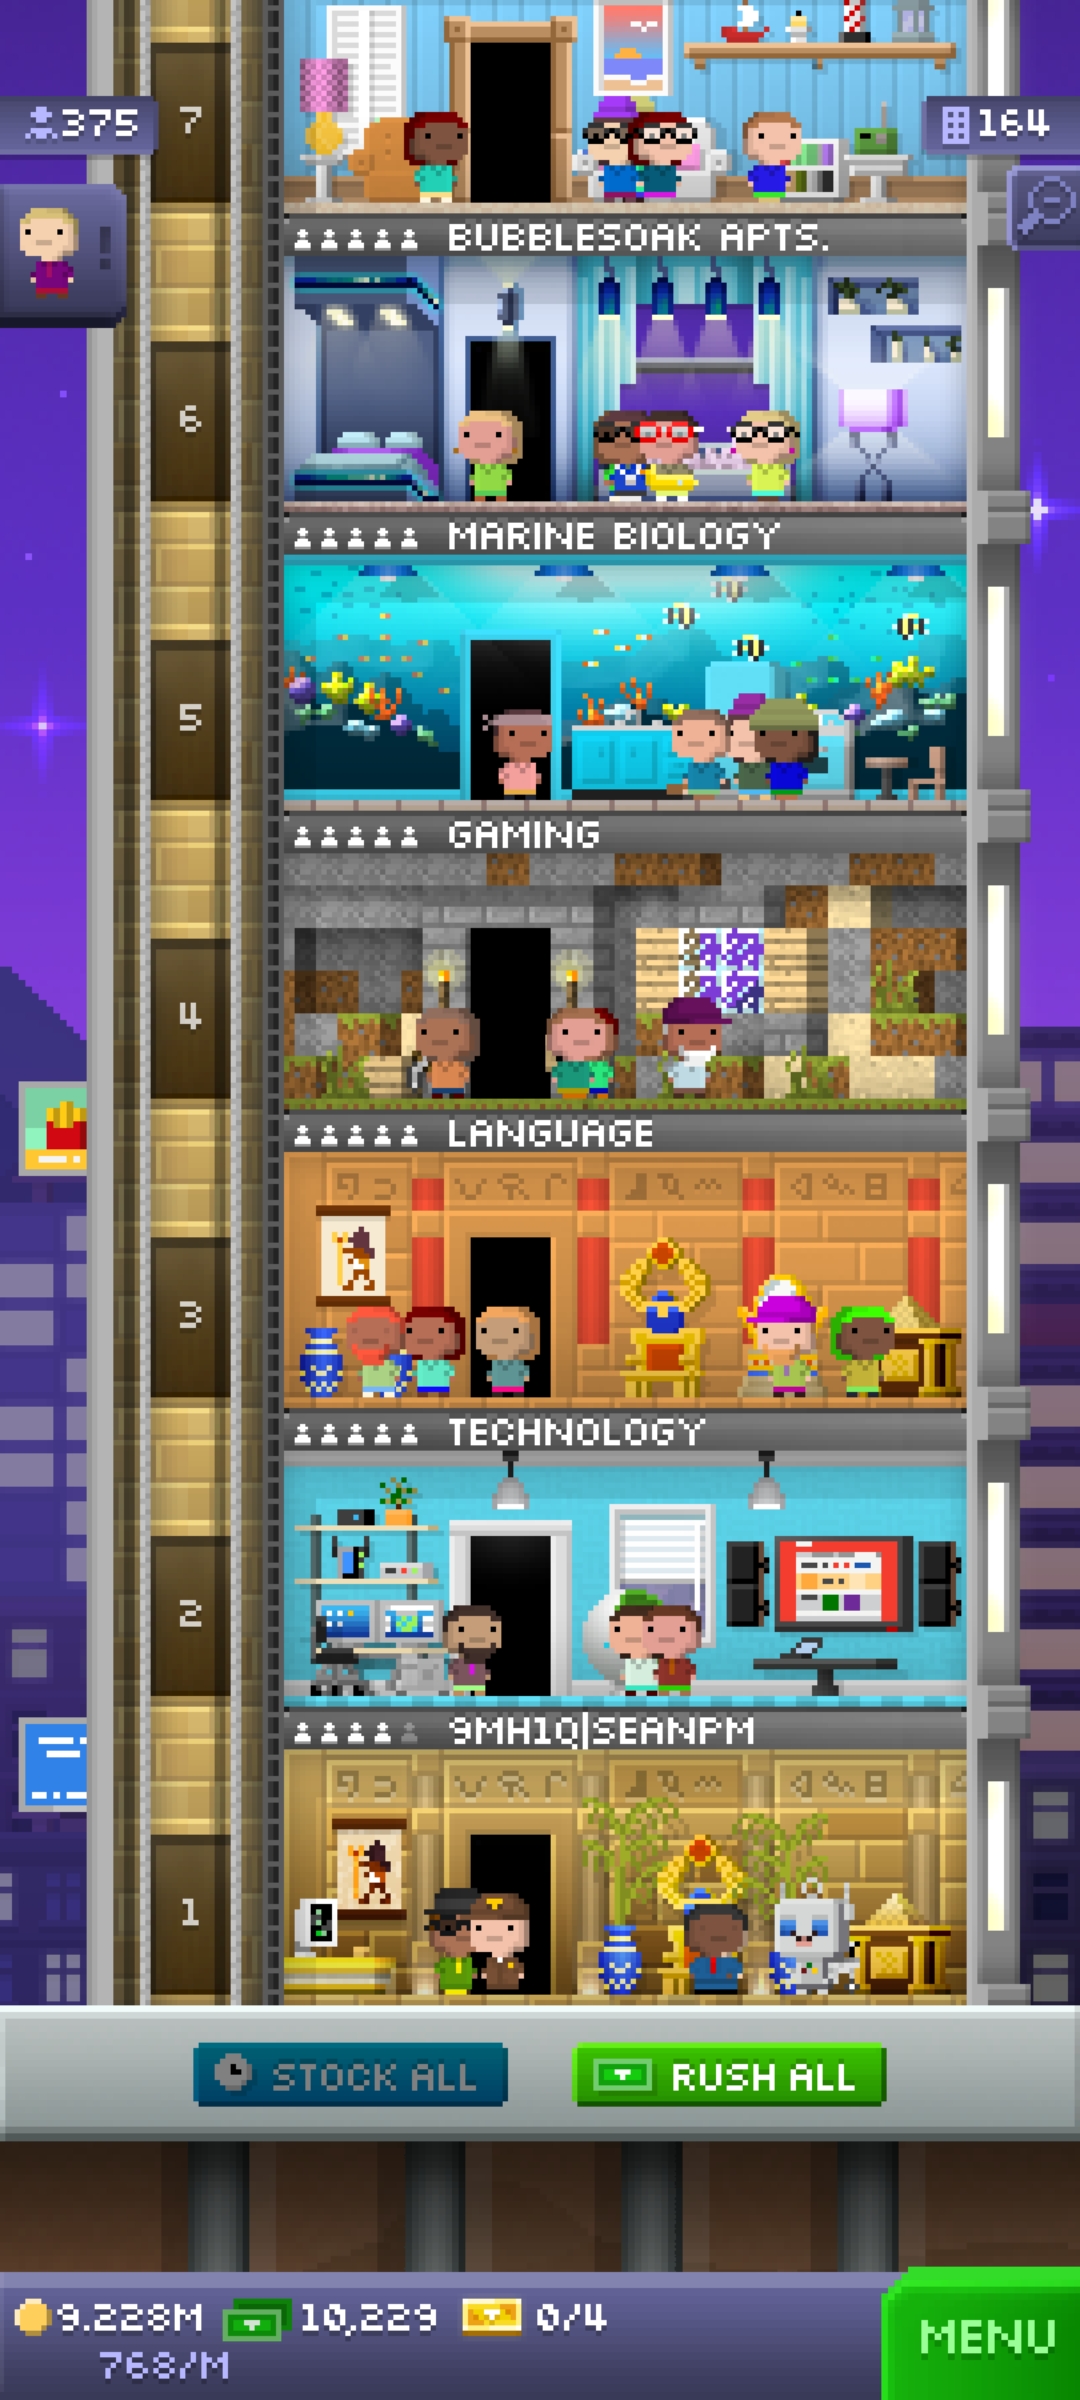 7
375
164
!
BUBBLESOAK APTS.
6
MARINE BIOLOGY
5
GAMING
4
LANGUAGE
3
TECHNOLOGY
2
9MH1Q|SEANPM
1
STOCK ALL
RUSH ALL
9.228M
10,229
0/4
768/M
MENU